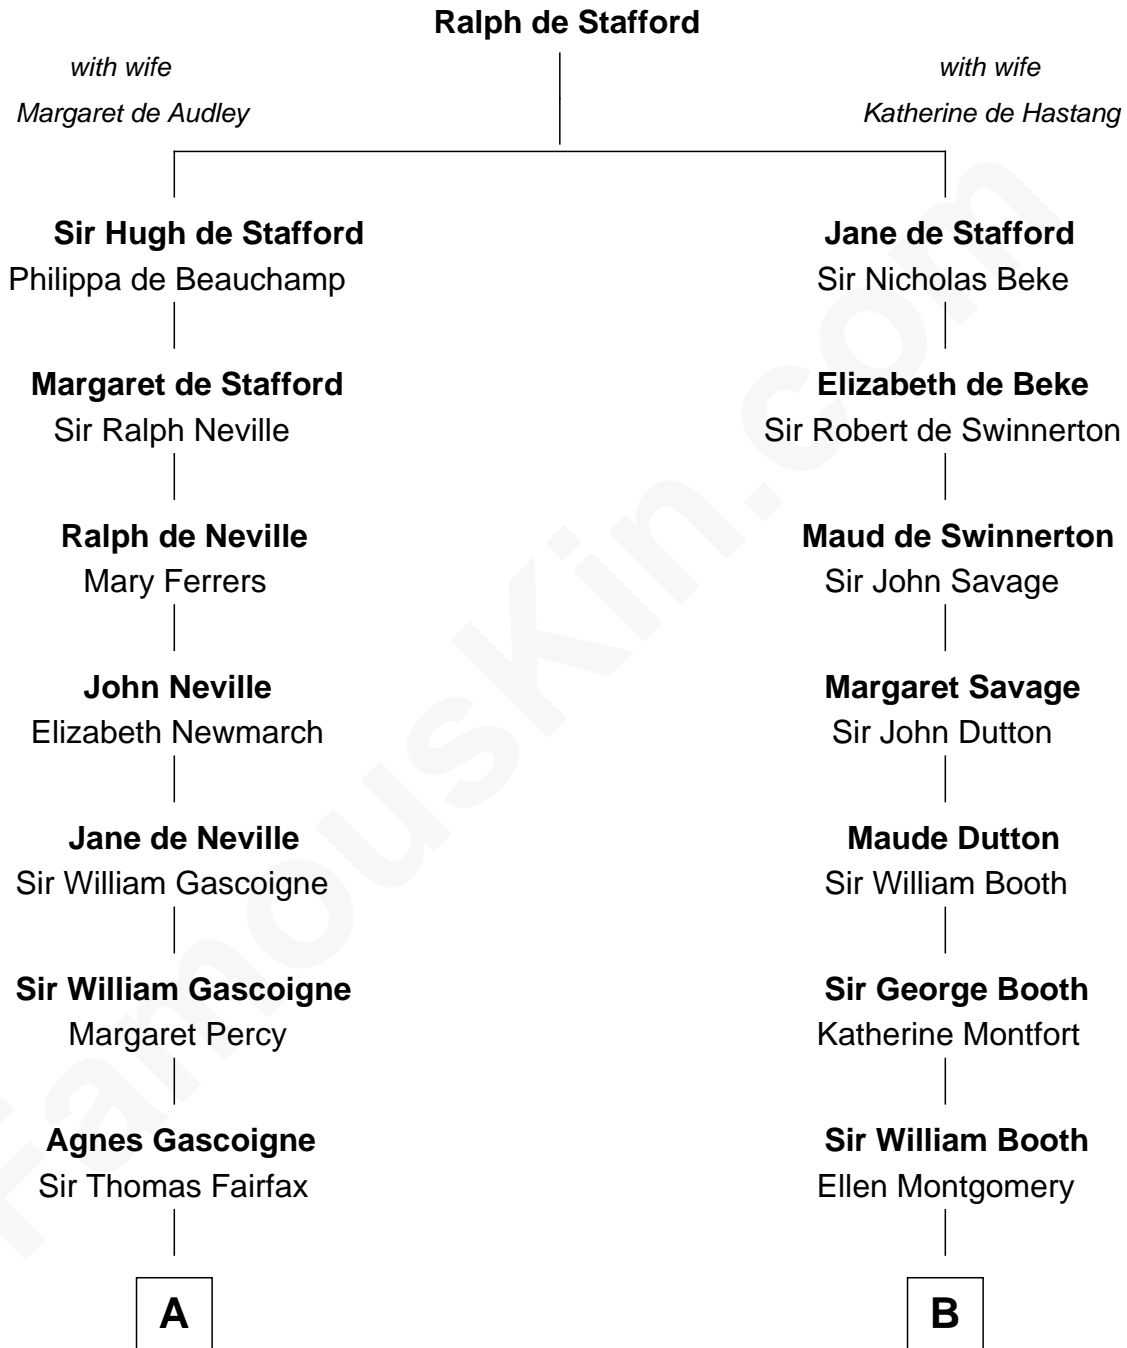 Ralph de Stafford
with wife
Margaret de Audley
with wife
Katherine de Hastang
Sir Hugh de Stafford
Philippa de Beauchamp
Jane de Stafford
Sir Nicholas Beke
Margaret de Stafford
Sir Ralph Neville
Elizabeth de Beke
Sir Robert de Swinnerton
Ralph de Neville
Mary Ferrers
Maud de Swinnerton
Sir John Savage
John Neville
Elizabeth Newmarch
Margaret Savage
Sir John Dutton
Jane de Neville
Sir William Gascoigne
Maude Dutton
Sir William Booth
Sir William Gascoigne
Margaret Percy
Sir George Booth
Katherine Montfort
Agnes Gascoigne
Sir Thomas Fairfax
Sir William Booth
Ellen Montgomery
A
B
FamousKin.com